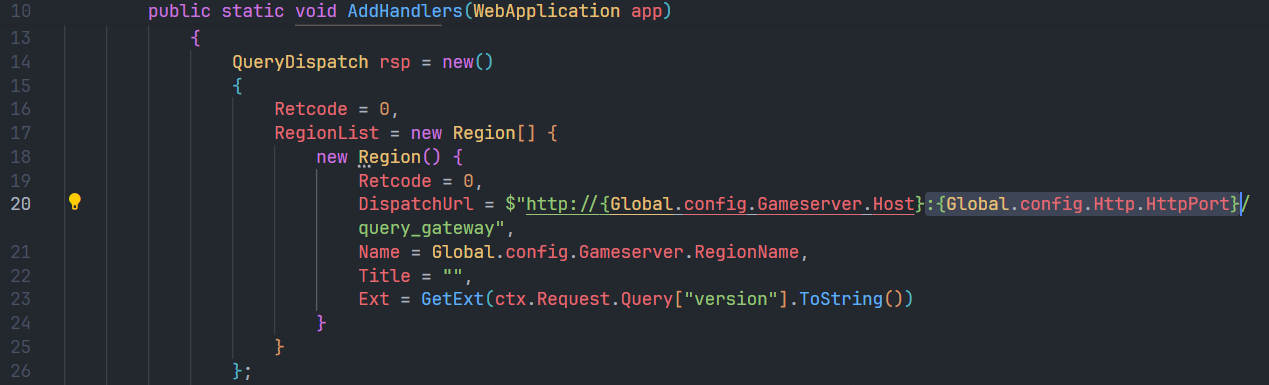 10 public static void AddHandlers(WebApplication app)
13 {
14 QueryDispatch rsp = new()
15 {
16 Retcode = 0,
17 RegionList = new Region[] {
18 new Region() {
19 Retcode = 0,
20 DispatchUrl = $"http://{Global.config.Gameserver.Host}:{Global.config.Http.HttpPort}/
query_gateway",
21 Name = Global.config.Gameserver.RegionName,
22 Title = "",
23 Ext = GetExt(ctx.Request.Query["version"].ToString())
24 }
25 }
26 };